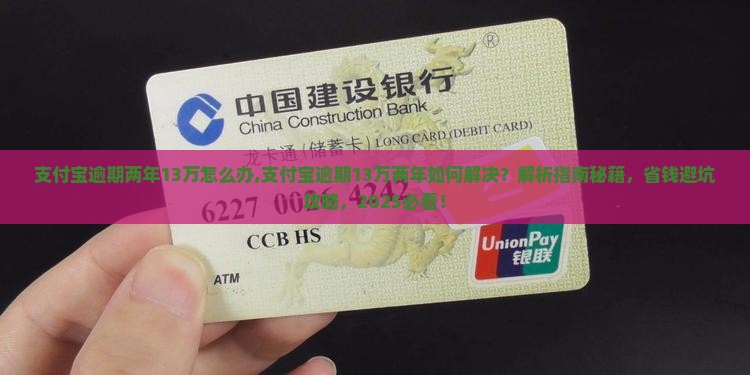 ®
中国建设银行
China Construction Bank
龙卡通(储蓄卡) LONG CARD (DEBIT CARD)
支付宝逾期两年13万怎么办,支付宝逾期13万两年如何解决？解析指南秘籍，省钱避坑
攻略，2025必看！
6227 0026 4242
CCB HS
ATM
UnionPay
银联